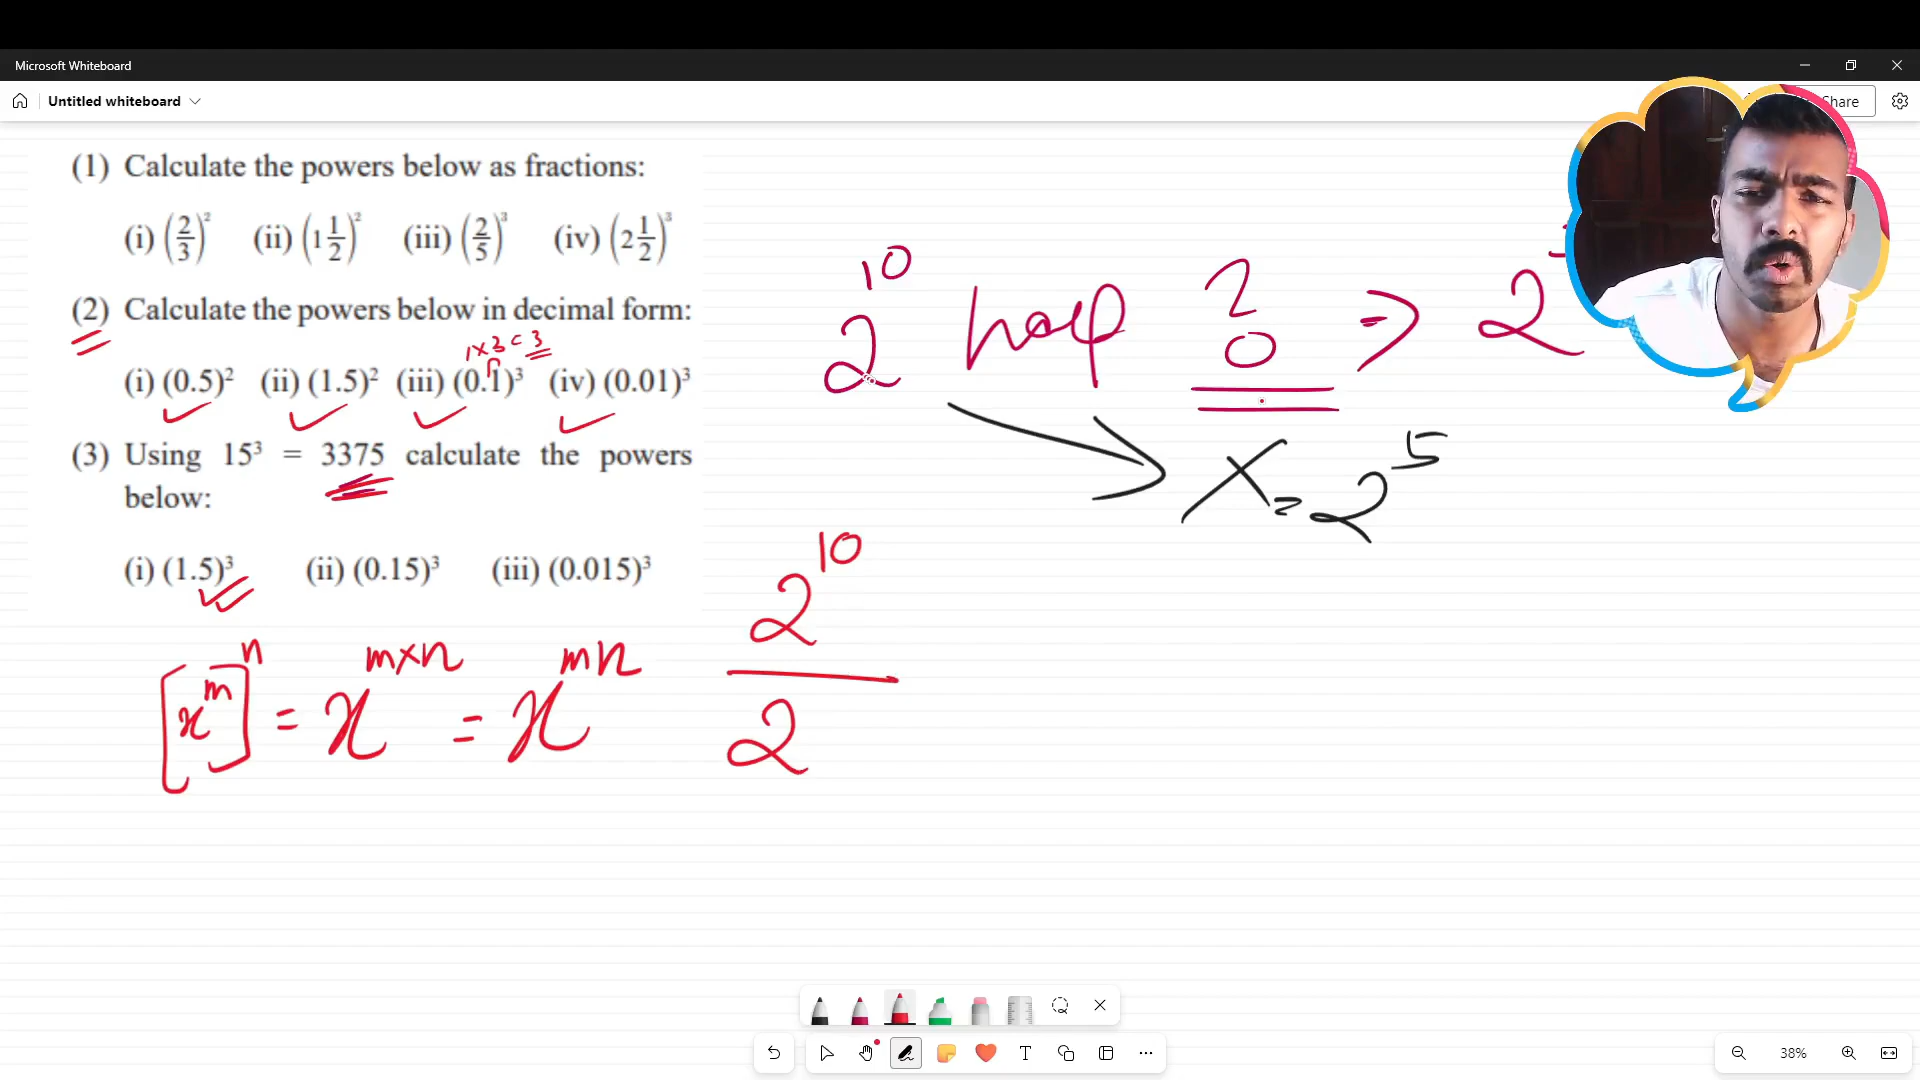 Microsoft Whiteboard
Untitled whiteboard
Share
(1) Calculate the powers below as fractions:
(i) (2/3)² (ii) (1 1/2)² (iii) (2/5)³ (iv) (2 1/2)³
(2) Calculate the powers below in decimal form:
1×3=3
(i) (0.5)² (ii) (1.5)² (iii) (0.1)³ (iv) (0.01)³
(3) Using 15³ = 3375 calculate the powers
below:
(i) (1.5)³ (ii) (0.15)³ (iii) (0.015)³
[x^m]^n = x^(m×n) = x^(mn)
2^10 half ? => 2
X = 2^5
2^10
2
38%